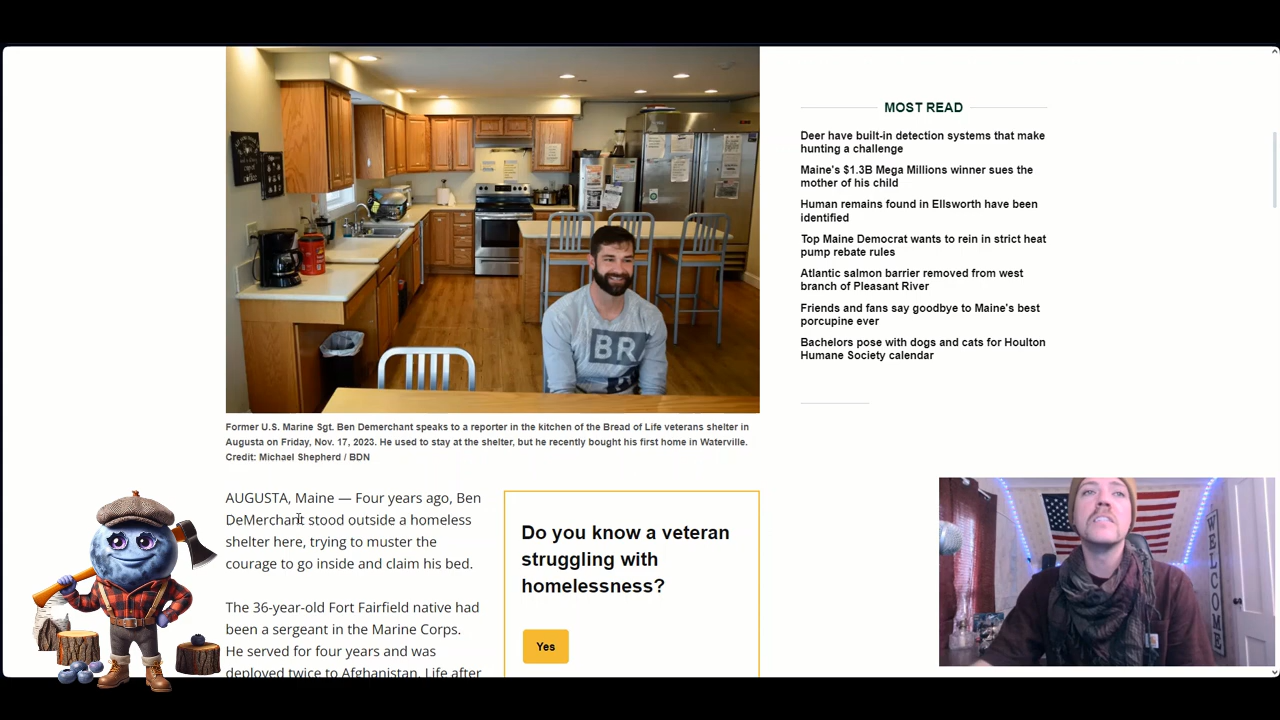 BR
Former U.S. Marine Sgt. Ben Demerchant speaks to a reporter in the kitchen of the Bread of Life veterans shelter in
Augusta on Friday, Nov. 17, 2023. He used to stay at the shelter, but he recently bought his first home in Waterville.
Credit: Michael Shepherd / BDN
AUGUSTA, Maine — Four years ago, Ben
DeMerchant stood outside a homeless
shelter here, trying to muster the
courage to go inside and claim his bed.
The 36-year-old Fort Fairfield native had
been a sergeant in the Marine Corps.
He served for four years and was
deployed twice to Afghanistan. Life after
Do you know a veteran
struggling with
homelessness?
Yes
MOST READ
Deer have built-in detection systems that make
hunting a challenge
Maine's $1.3B Mega Millions winner sues the
mother of his child
Human remains found in Ellsworth have been
identified
Top Maine Democrat wants to rein in strict heat
pump rebate rules
Atlantic salmon barrier removed from west
branch of Pleasant River
Friends and fans say goodbye to Maine's best
porcupine ever
Bachelors pose with dogs and cats for Houlton
Humane Society calendar
WELCOME